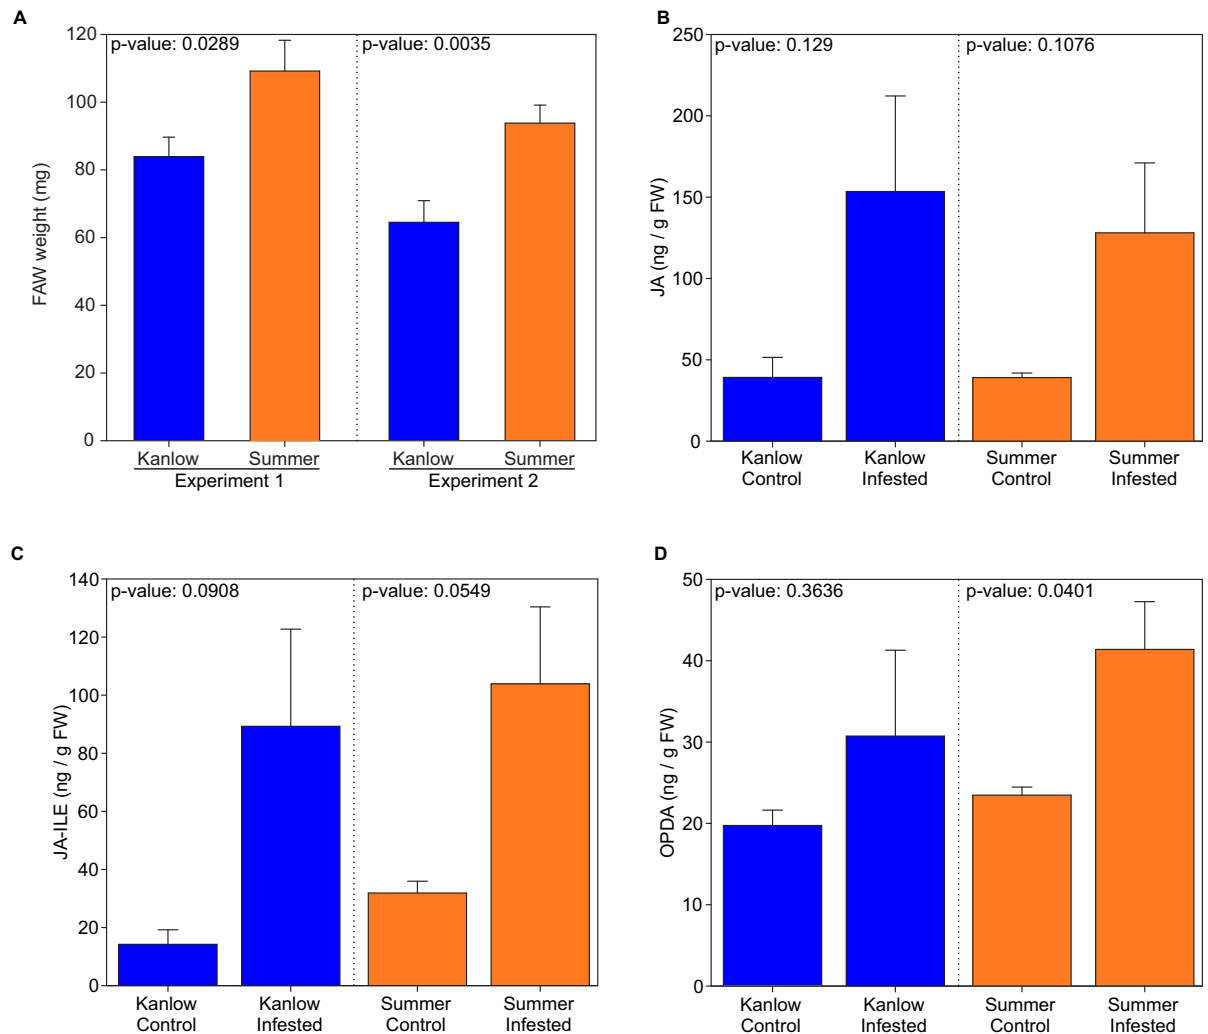 A
p-value: 0.0289
p-value: 0.0035
FAW weight (mg)
120
100
80
60
40
20
0
Kanlow
Summer
Kanlow
Summer
Experiment 1
Experiment 2
B
p-value: 0.129
p-value: 0.1076
JA (ng / g FW)
250
200
150
100
50
0
Kanlow
Control
Kanlow
Infested
Summer
Control
Summer
Infested
C
p-value: 0.0908
p-value: 0.0549
JA-ILE (ng / g FW)
140
120
100
80
60
40
20
0
Kanlow
Control
Kanlow
Infested
Summer
Control
Summer
Infested
D
p-value: 0.3636
p-value: 0.0401
OPDA (ng / g FW)
50
40
30
20
10
0
Kanlow
Control
Kanlow
Infested
Summer
Control
Summer
Infested